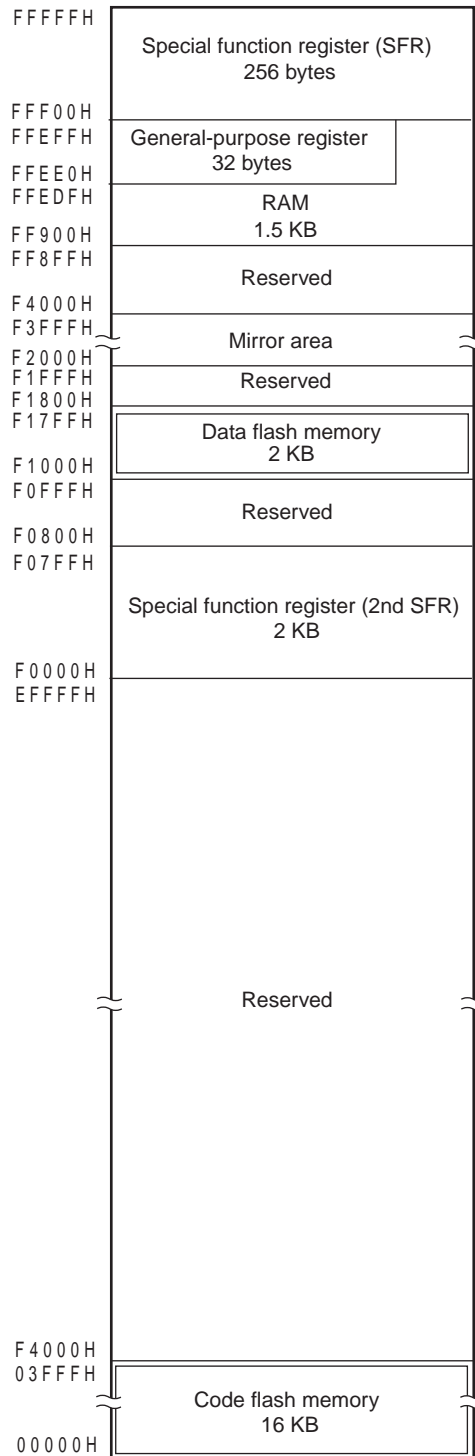 FFFFFH
Special function register (SFR)
256 bytes
FFF00H
FFEFFH
General-purpose register
32 bytes
FFEE0H
FFEDFH
RAM
1.5 KB
FF900H
FF8FFH
Reserved
F4000H
F3FFFH
Mirror area
F2000H
F1FFFH
Reserved
F1800H
F17FFH
Data flash memory
2 KB
F1000H
F0FFFH
Reserved
F0800H
F07FFH
Special function register (2nd SFR)
2 KB
F0000H
EFFFFH
Reserved
F4000H
03FFFH
Code flash memory
16 KB
00000H